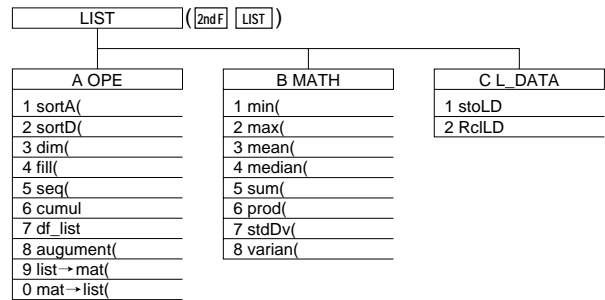 LIST (2nd F LIST)
A OPE
1 sortA(
2 sortD(
3 dim(
4 fill(
5 seq(
6 cumul
7 df_list
8 augument(
9 list→mat(
0 mat→list(
B MATH
1 min(
2 max(
3 mean(
4 median(
5 sum(
6 prod(
7 stdDv(
8 varian(
C L_DATA
1 stoLD
2 RclLD